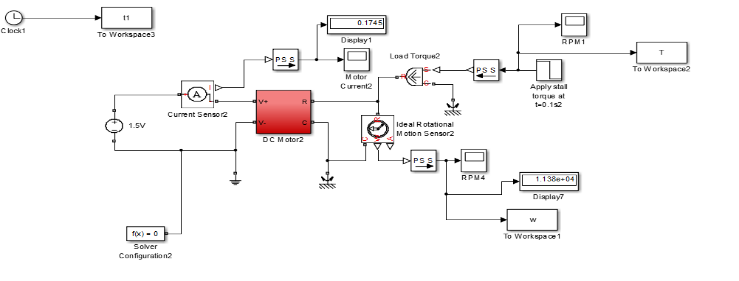 Clock1
t1
To Workspace3
0.1745
Display1
PS S
Motor
Current2
A
I
Current Sensor2
1.5V
V+
V-
R
C
DC Motor2
Load Torque2
R
S
C
PS S
RPM1
T
To Workspace2
Apply stall
torque at
t=0.1s2
Ideal Rotational
Motion Sensor2
PS S
RPM4
1.138e+04
Display7
w
To Workspace1
f(x) = 0
Solver
Configuration2